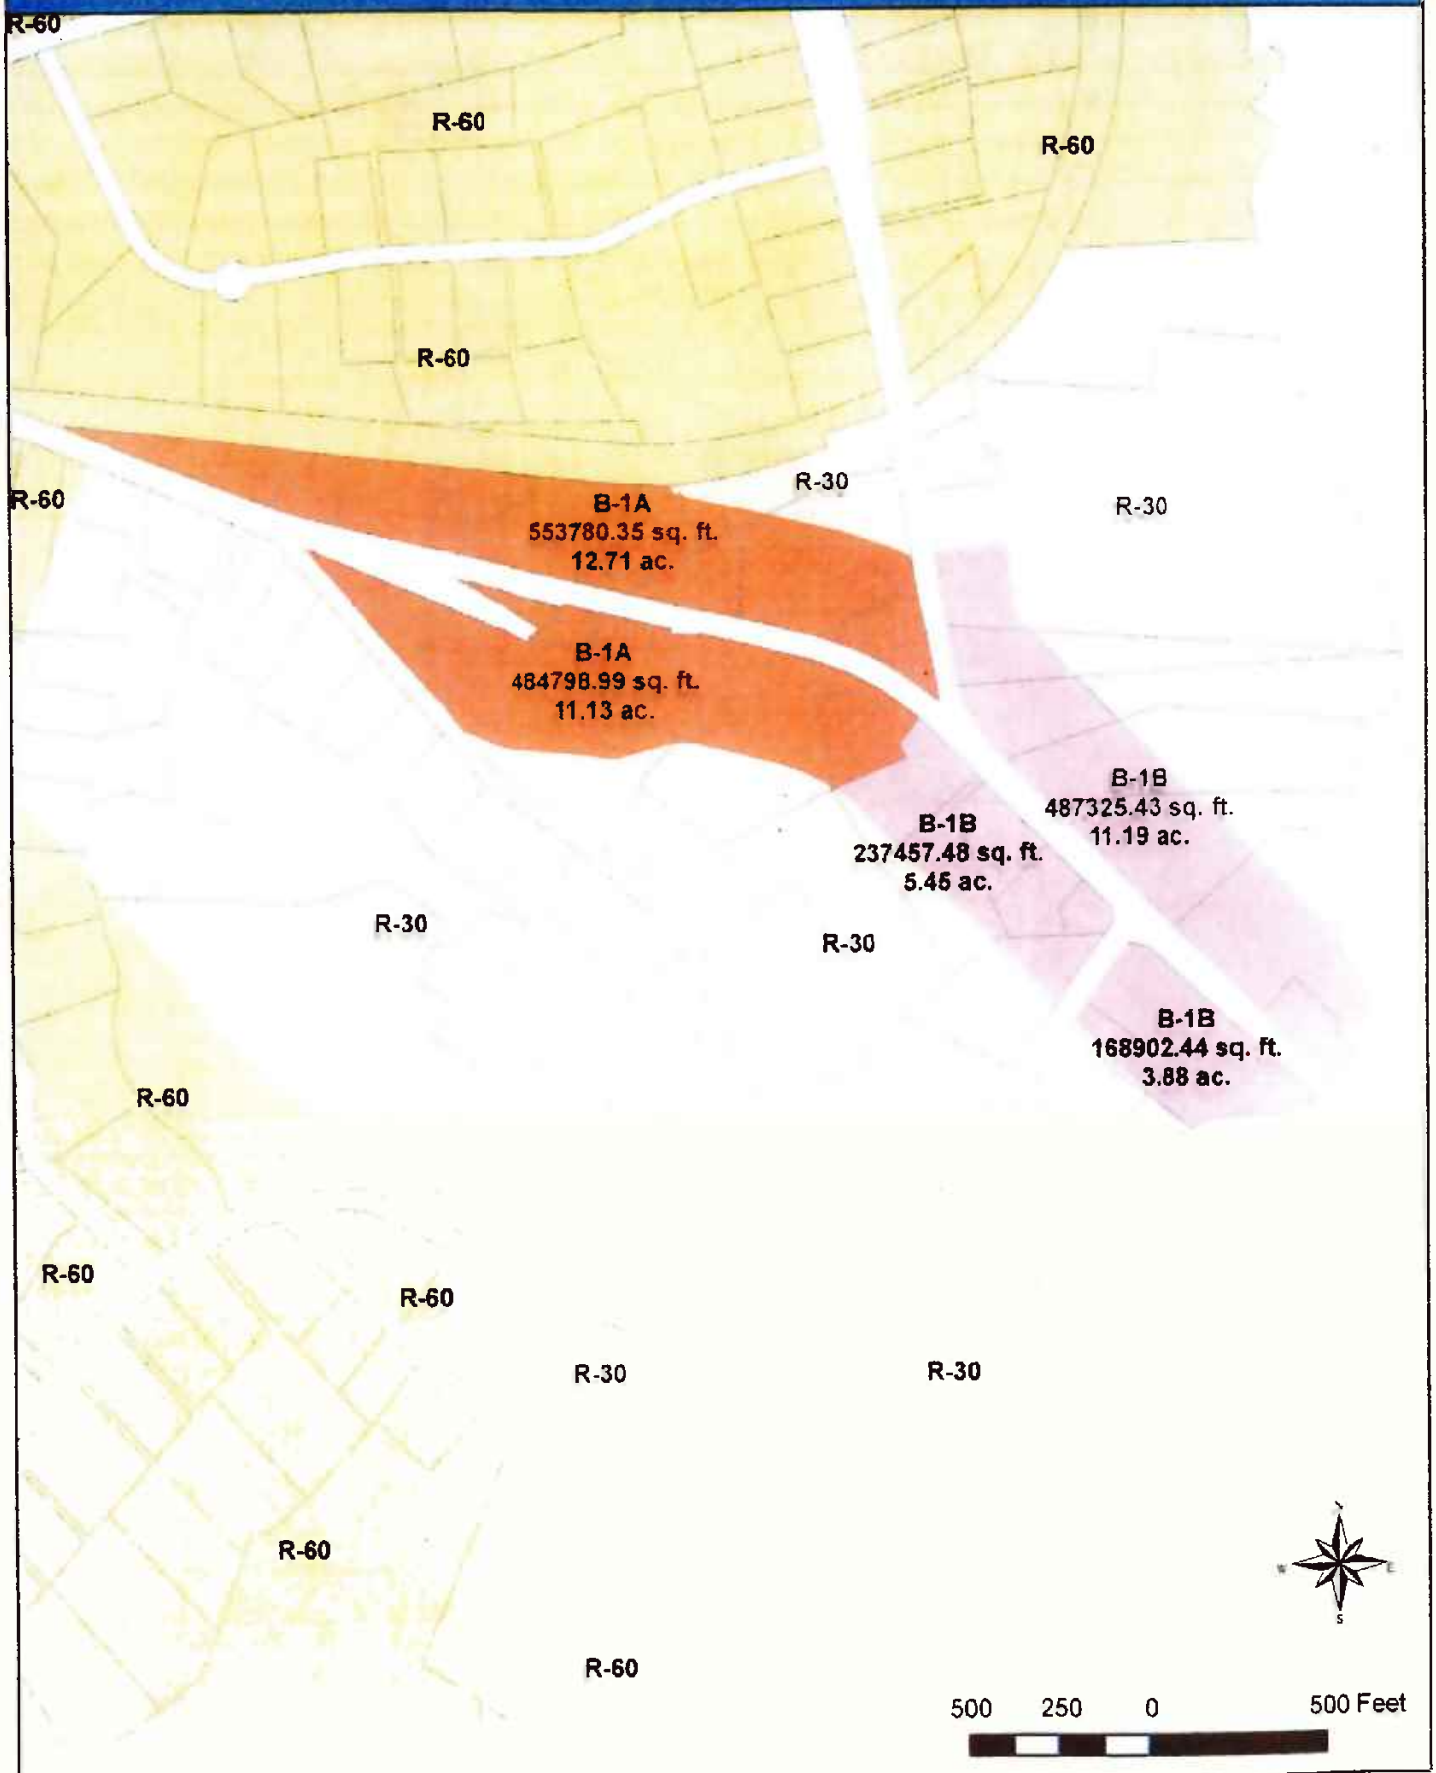 R-60
R-60
R-60
R-60
R-60
R-30
R-30
B-1A
553780.35 sq. ft.
12.71 ac.
B-1A
484798.99 sq. ft.
11.13 ac.
B-1B
487325.43 sq. ft.
11.19 ac.
B-1B
237457.48 sq. ft.
5.45 ac.
R-30
R-30
B-1B
168902.44 sq. ft.
3.88 ac.
R-60
R-60
R-60
R-30
R-30
R-60
R-60
N
W
E
S
500 250 0 500 Feet